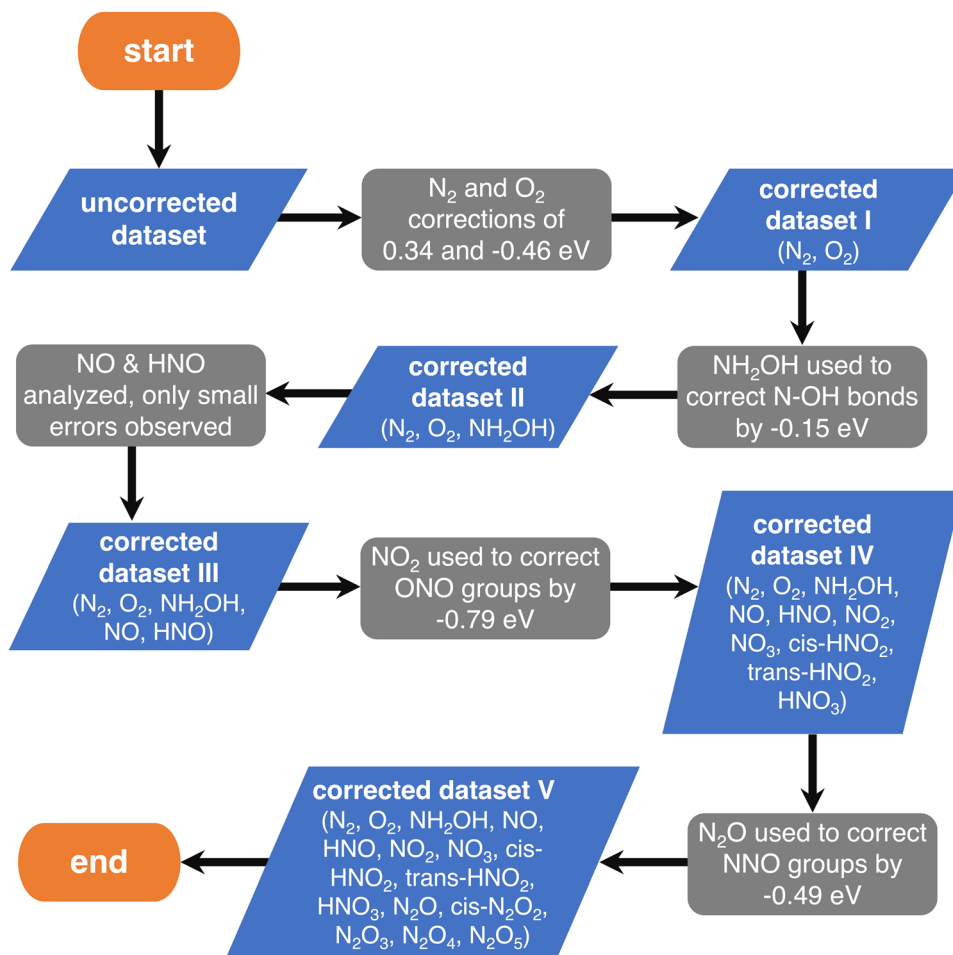 start
uncorrected
dataset
N₂ and O₂
corrections of
0.34 and -0.46 eV
corrected
dataset I
(N₂, O₂)
NH₂OH used to
correct N-OH bonds
by -0.15 eV
corrected
dataset II
(N₂, O₂, NH₂OH)
NO & HNO
analyzed, only small
errors observed
corrected
dataset III
(N₂, O₂, NH₂OH,
NO, HNO)
NO₂ used to correct
ONO groups by
-0.79 eV
corrected
dataset IV
(N₂, O₂, NH₂OH,
NO, HNO, NO₂,
NO₃, cis-HNO₂,
trans-HNO₂,
HNO₃)
N₂O used to correct
NNO groups by
-0.49 eV
corrected dataset V
(N₂, O₂, NH₂OH, NO,
HNO, NO₂, NO₃, cis-
HNO₂, trans-HNO₂,
HNO₃, N₂O, cis-N₂O₂,
N₂O₃, N₂O₄, N₂O₅)
end